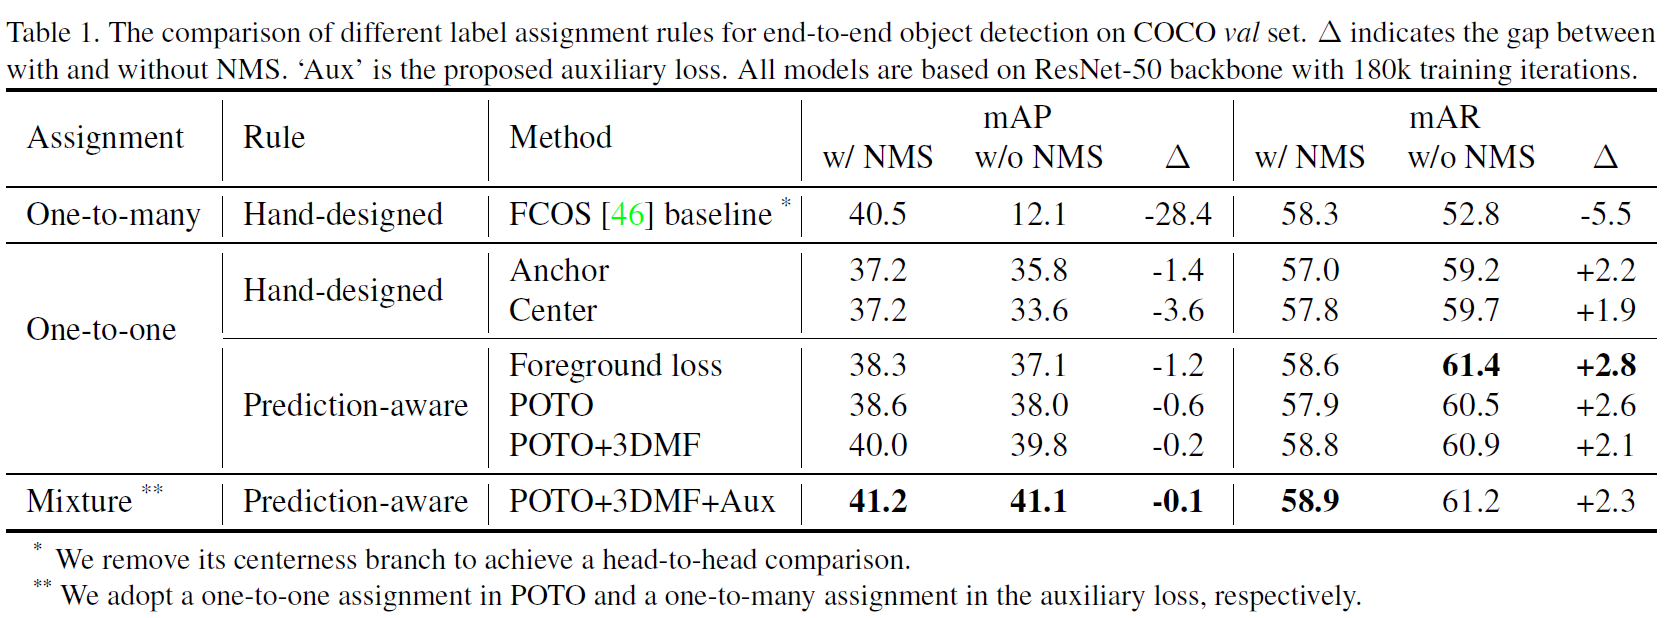 Table 1. The comparison of different label assignment rules for end-to-end object detection on COCO val set. Δ indicates the gap between
with and without NMS. ‘Aux’ is the proposed auxiliary loss. All models are based on ResNet-50 backbone with 180k training iterations.
Assignment Rule Method mAP mAR
w/ NMS w/o NMS Δ w/ NMS w/o NMS Δ
One-to-many Hand-designed FCOS [46] baseline * 40.5 12.1 -28.4 58.3 52.8 -5.5
One-to-one Hand-designed Anchor 37.2 35.8 -1.4 57.0 59.2 +2.2
Center 37.2 33.6 -3.6 57.8 59.7 +1.9
Prediction-aware Foreground loss 38.3 37.1 -1.2 58.6 61.4 +2.8
POTO 38.6 38.0 -0.6 57.9 60.5 +2.6
POTO+3DMF 40.0 39.8 -0.2 58.8 60.9 +2.1
Mixture ** Prediction-aware POTO+3DMF+Aux 41.2 41.1 -0.1 58.9 61.2 +2.3
* We remove its centerness branch to achieve a head-to-head comparison.
** We adopt a one-to-one assignment in POTO and a one-to-many assignment in the auxiliary loss, respectively.